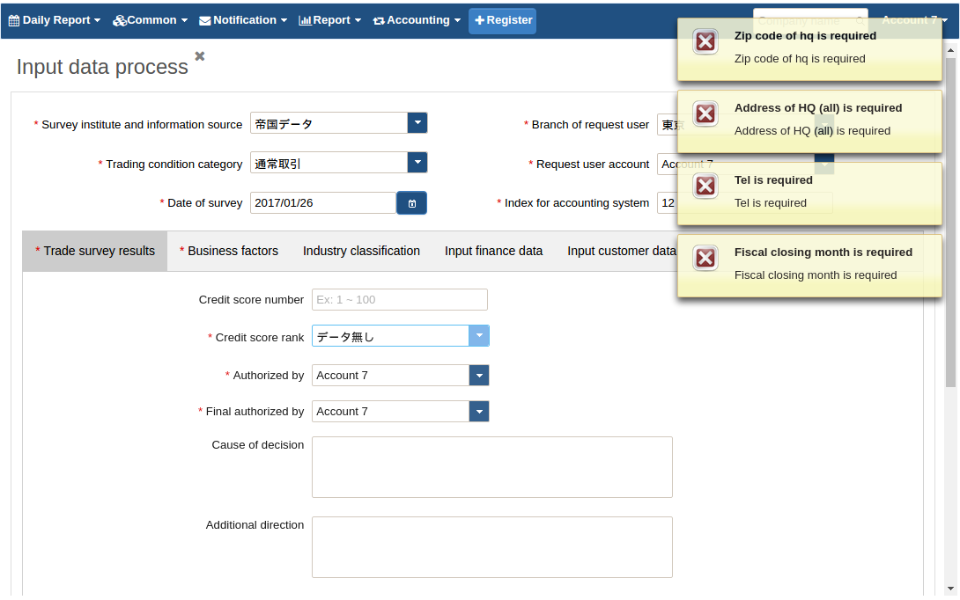 Daily Report Common Notification Report Accounting Register Company name Account 7
Input data process
* Survey institute and information source 帝国データ
* Branch of request user 東京
* Trading condition category 通常取引
* Request user account Account 7
* Date of survey 2017/01/26
* Index for accounting system 12
Zip code of hq is required
Zip code of hq is required
Address of HQ (all) is required
Address of HQ (all) is required
Tel is required
Tel is required
Fiscal closing month is required
Fiscal closing month is required
* Trade survey results * Business factors Industry classification Input finance data Input customer data
Credit score number Ex: 1 ~ 100
* Credit score rank データ無し
* Authorized by Account 7
* Final authorized by Account 7
Cause of decision
Additional direction